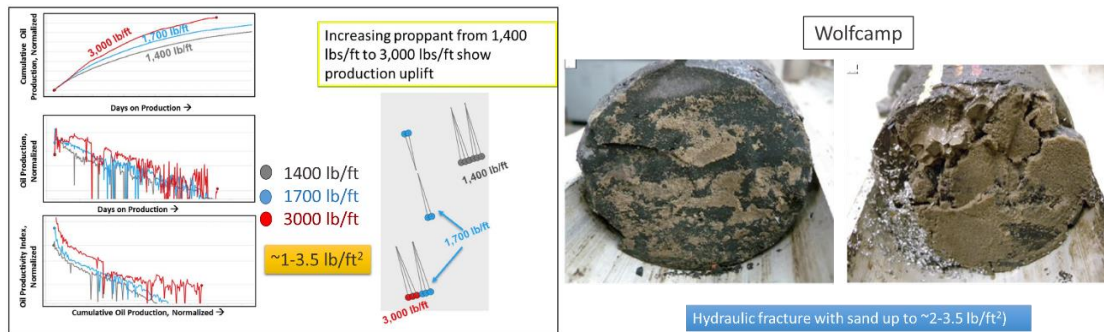 Cumulative Oil
Production, Normalized
3,000 lb/ft
1,700 lb/ft
1,400 lb/ft
Days on Production →
Oil Production,
Normalized
Days on Production →
Oil Productivity Index,
Normalized
Cumulative Oil Production, Normalized →
1400 lb/ft
1700 lb/ft
3000 lb/ft
~1-3.5 lb/ft²
Increasing proppant from 1,400
lbs/ft to 3,000 lbs/ft show
production uplift
1,400 lb/ft
1,700 lb/ft
3,000 lb/ft
Wolfcamp
Hydraulic fracture with sand up to ~2-3.5 lb/ft²)